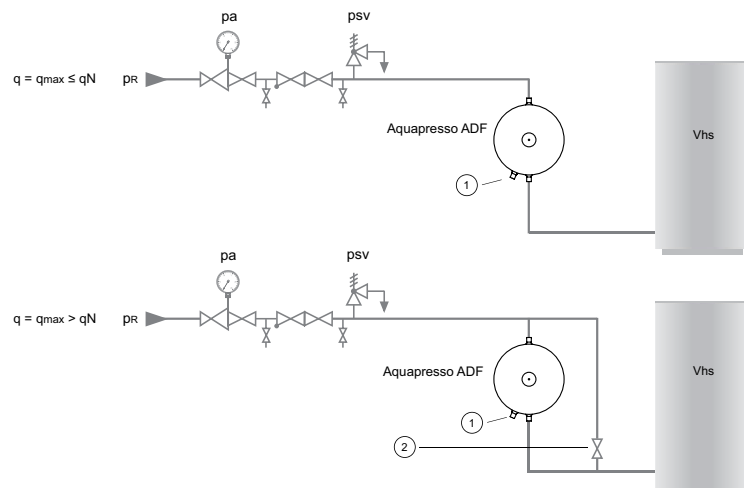 pa
psv
q = qmax ≤ qN
pR
Aquapresso ADF
Vhs
1
pa
psv
q = qmax > qN
pR
Aquapresso ADF
Vhs
1
2